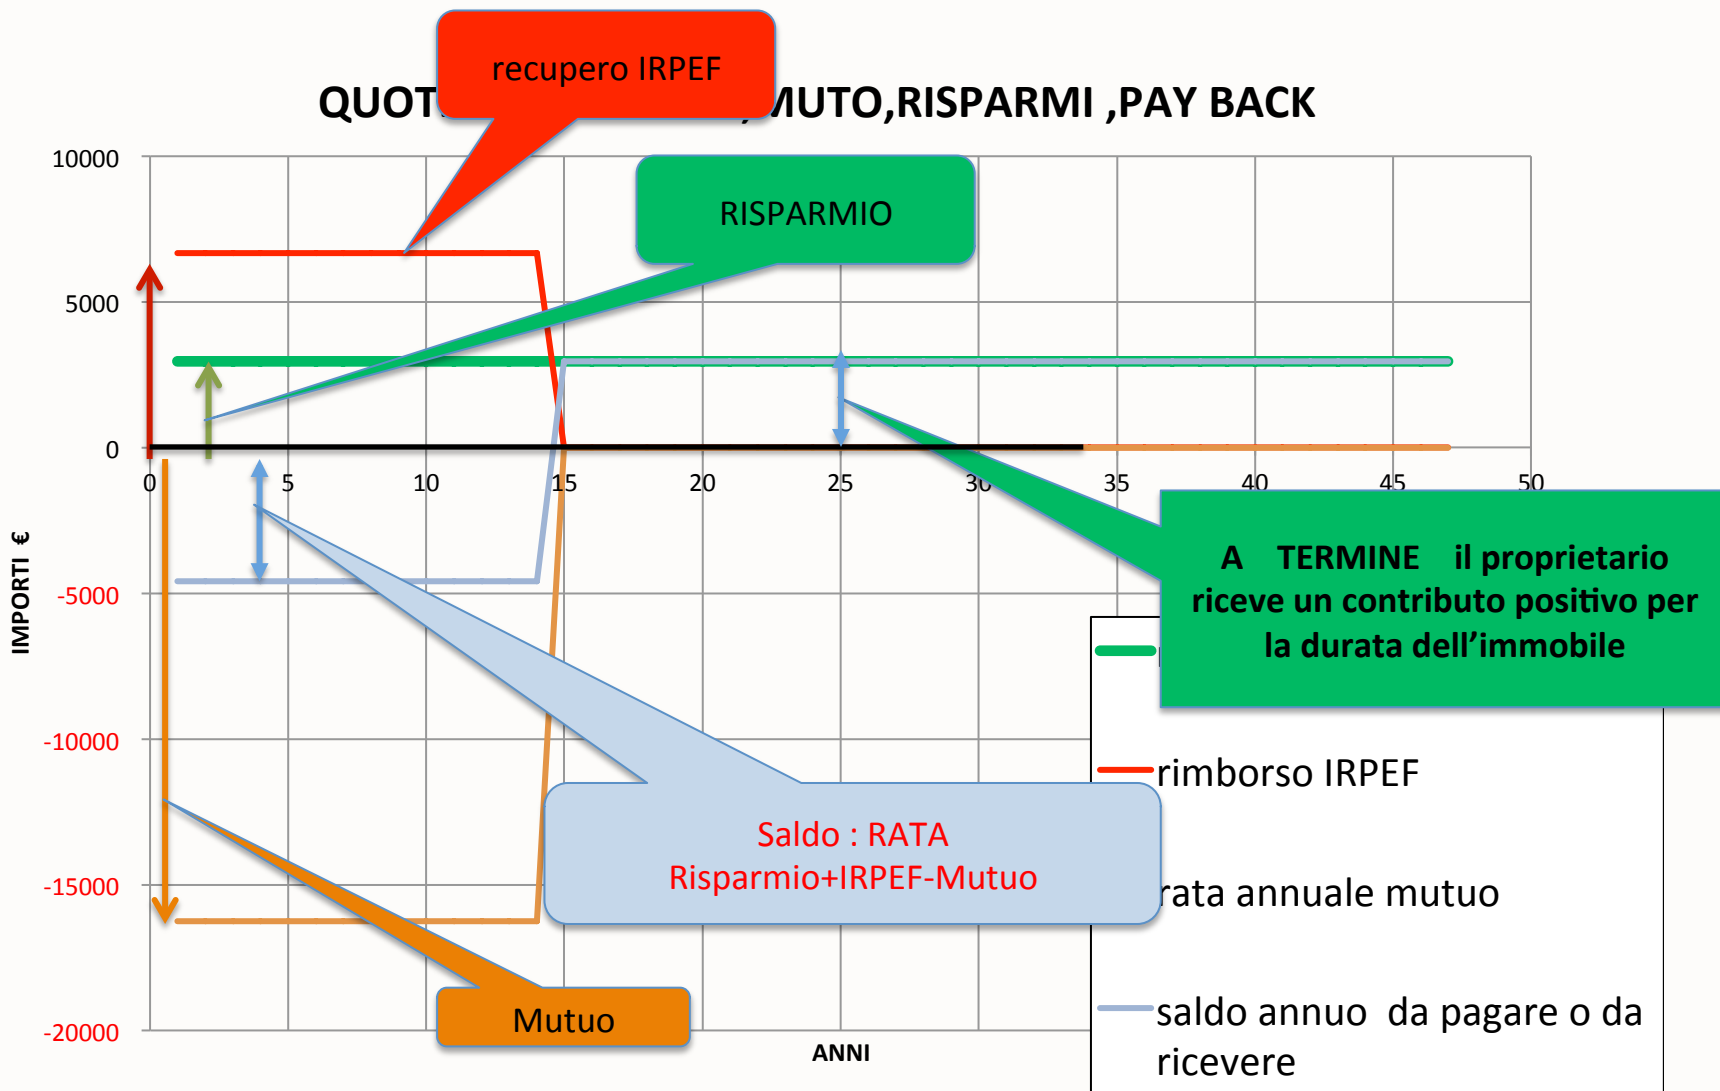 recupero IRPEF
QUOT ,MUTO,RISPARMI ,PAY BACK
RISPARMIO
10000
5000
0
-5000
-10000
-15000
-20000
0 5 10 15 20 25 30 35 40 45 50
IMPORTI €
ANNI
A TERMINE il proprietario
riceve un contributo positivo per
la durata dell’immobile
rimborso IRPEF
rata annuale mutuo
saldo annuo da pagare o da
ricevere
Saldo : RATA
Risparmio+IRPEF-Mutuo
Mutuo